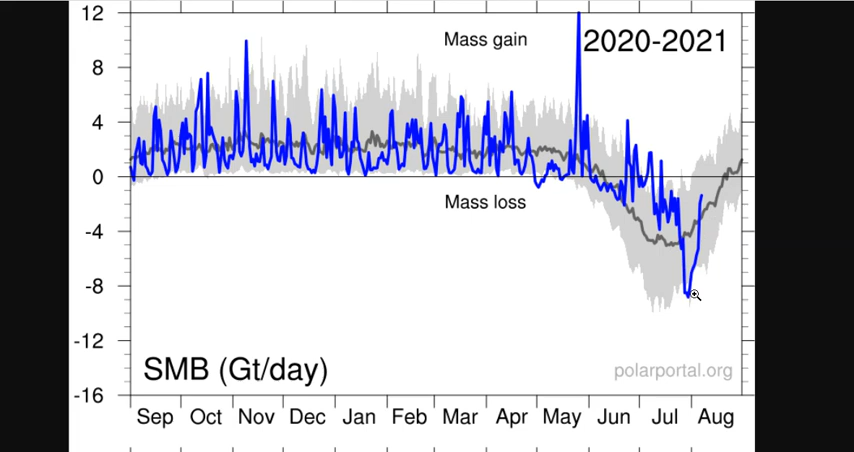 12
8
4
0
-4
-8
-12
-16
Mass gain
2020-2021
Mass loss
SMB (Gt/day)
polarportal.org
Sep Oct Nov Dec Jan Feb Mar Apr May Jun Jul Aug